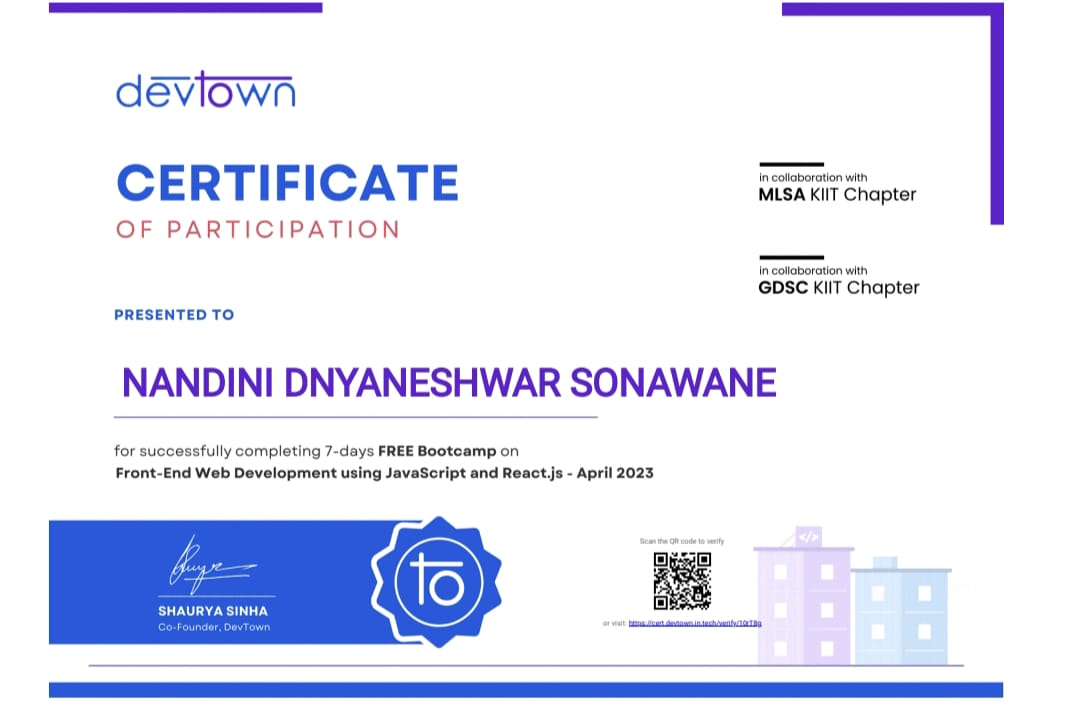 devtown
CERTIFICATE
OF PARTICIPATION
in collaboration with
MLSA KIIT Chapter
in collaboration with
GDSC KIIT Chapter
PRESENTED TO
NANDINI DNYANESHWAR SONAWANE
for successfully completing 7-days FREE Bootcamp on
Front-End Web Development using JavaScript and React.js - April 2023
SHAURYA SINHA
Co-Founder, DevTown
to
Scan the QR code to verify
or visit: https://cert.devtown.in.tech/verify/